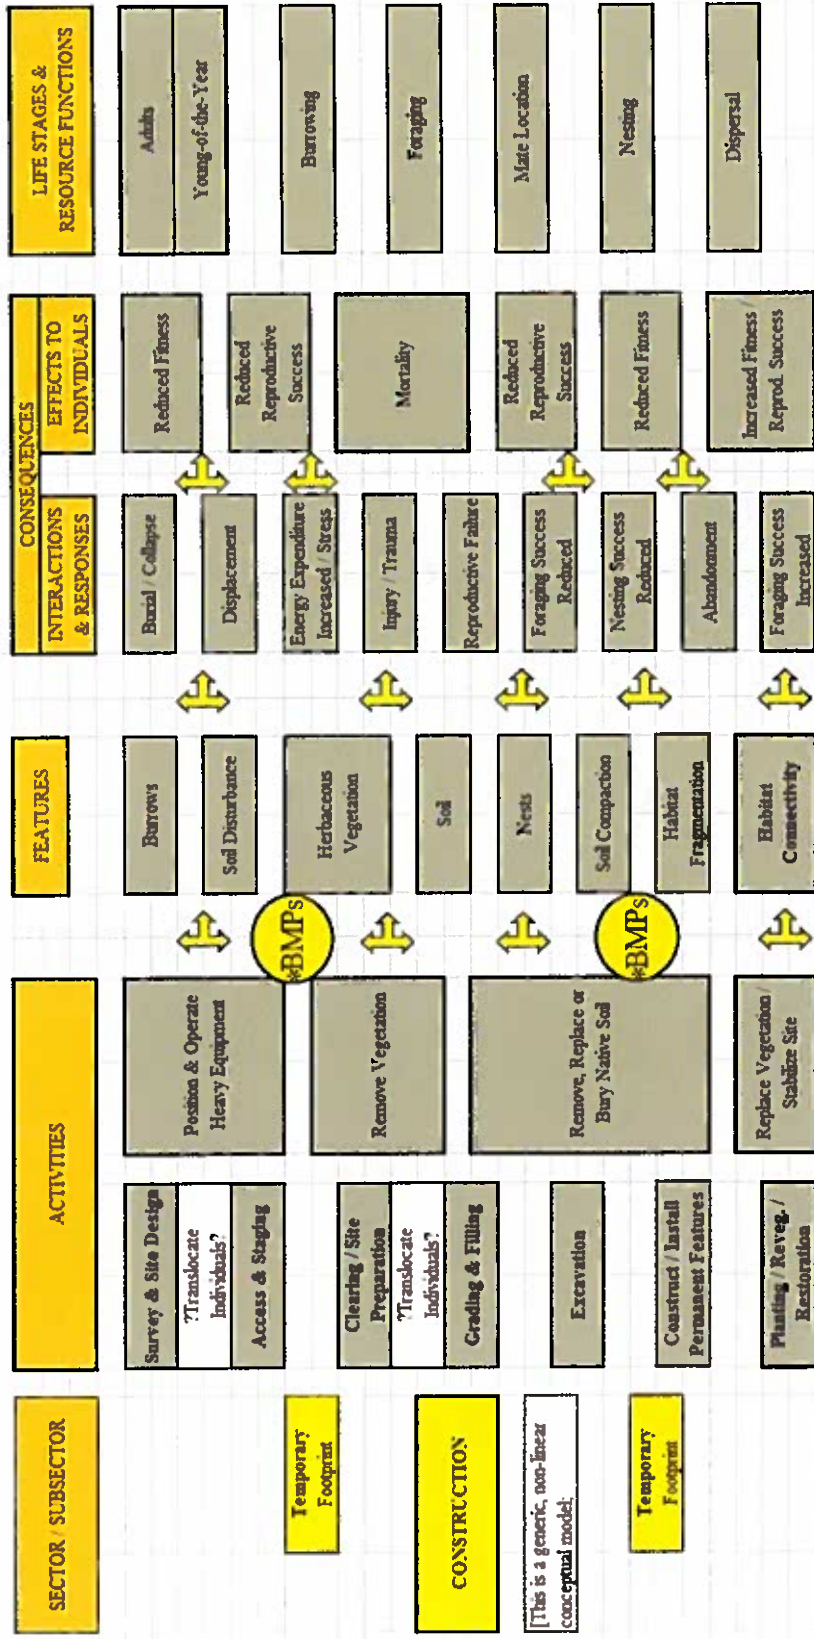 SECTOR / SUBSECTOR
ACTIVITIES
FEATURES
CONSEQUENCES
INTERACTIONS
& RESPONSES
EFFECTS TO
INDIVIDUALS
LIFE STAGES &
RESOURCE FUNCTIONS
Temporary
Footprint
CONSTRUCTION
[This is a generic, non-linear
conceptual model;
Temporary
Footprint
Survey & Site Design
?Translocate
Individuals?
Access & Staging
Clearing / Site
Preparation
?Translocate
Individuals?
Grading & Filling
Excavation
Construct / Install
Permanent Features
Planting / Reveg. /
Restoration
Position & Operate
Heavy Equipment
Remove Vegetation
Remove, Replace or
Bury Native Soil
Replace Vegetation /
Stabilize Site
*BMPs
*BMPs
Burrows
Soil Disturbance
Herbaceous
Vegetation
Soil
Nests
Soil Compaction
Habitat
Fragmentation
Habitat
Connectivity
Burial / Collapse
Displacement
Energy Expenditure
Increased / Stress
Injury / Trauma
Reproductive Failure
Foraging Success
Reduced
Nesting Success
Reduced
Abandonment
Foraging Success
Increased
Reduced Fitness
Reduced
Reproductive
Success
Mortality
Reduced
Reproductive
Success
Reduced Fitness
Increased Fitness /
Reprod. Success
Adults
Young-of-the-Year
Burrowing
Foraging
Mate Location
Nesting
Dispersal